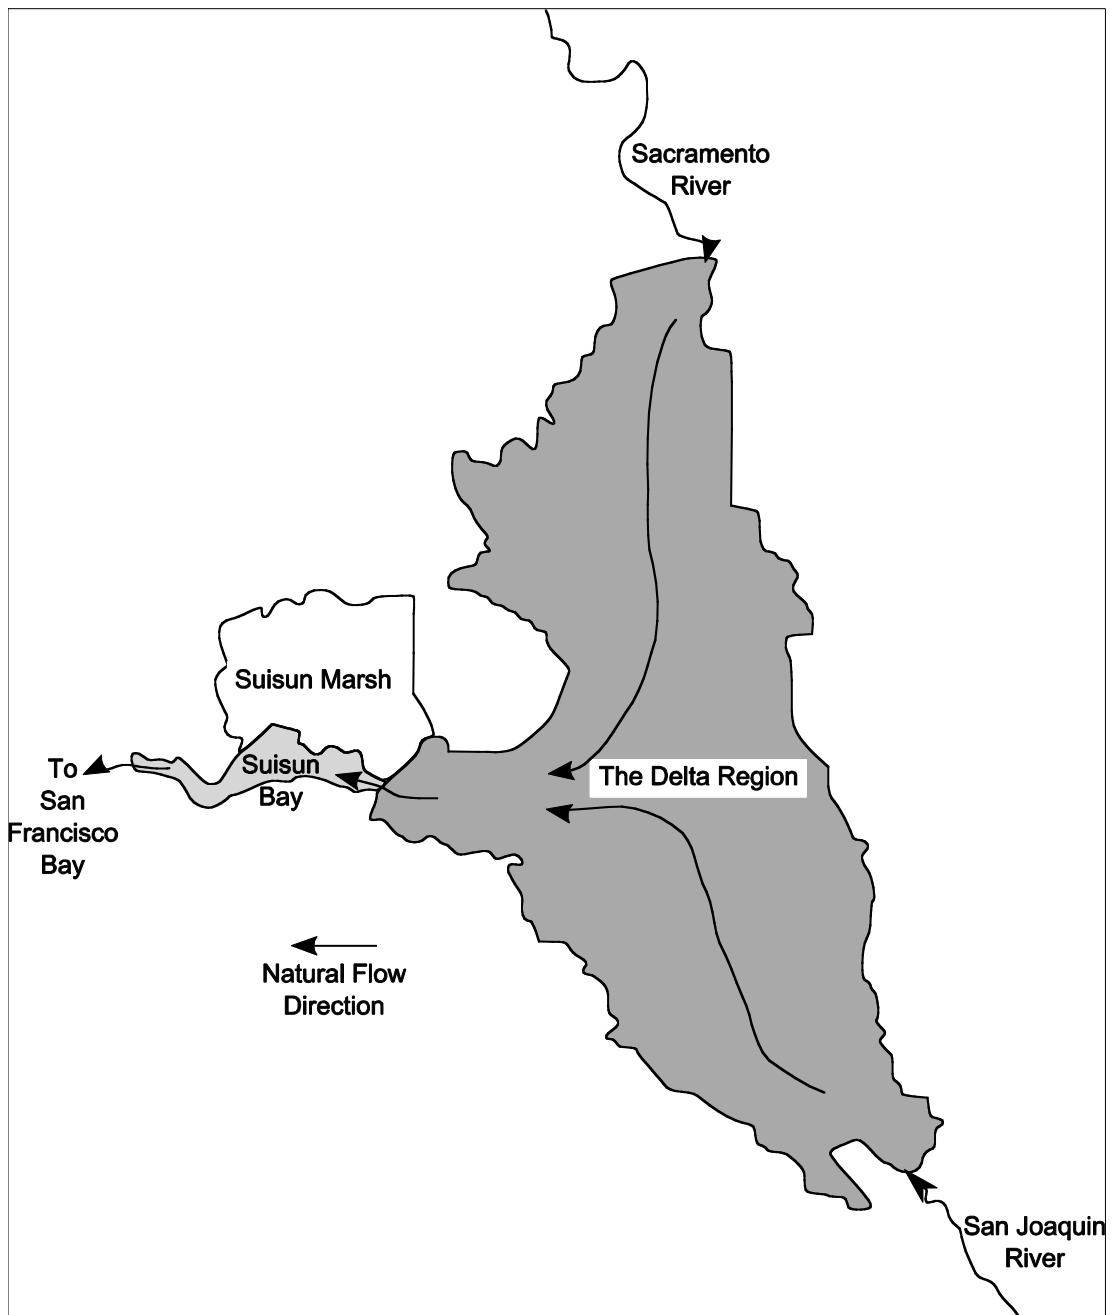 Sacramento
River
Suisun Marsh
Suisun
Bay
The Delta Region
To
San
Francisco
Bay
Natural Flow
Direction
San Joaquin
River